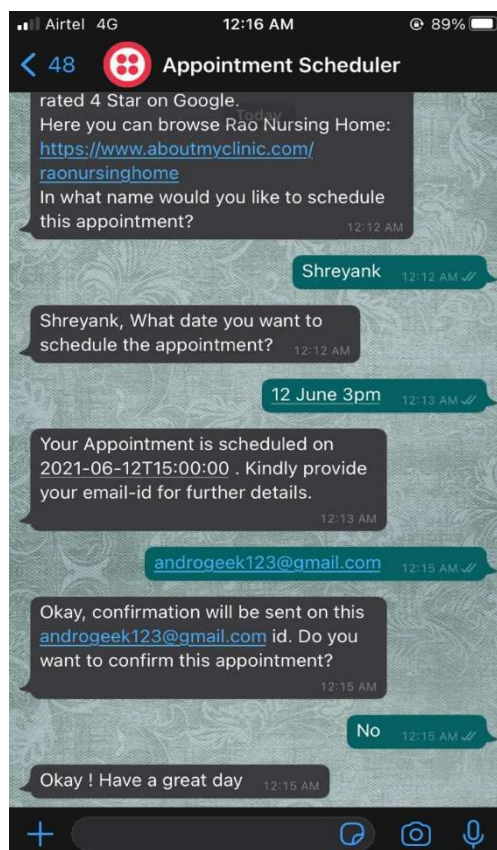 Airtel 4G 12:16 AM 89%
48 Appointment Scheduler
rated 4 Star on Google.
Today
Here you can browse Rao Nursing Home:
https://www.aboutmyclinic.com/
raonursinghome
In what name would you like to schedule
this appointment?
12:12 AM
Shreyank 12:12 AM
Shreyank, What date you want to
schedule the appointment? 12:12 AM
12 June 3pm 12:13 AM
Your Appointment is scheduled on
2021-06-12T15:00:00 . Kindly provide
your email-id for further details.
12:13 AM
androgeek123@gmail.com 12:15 AM
Okay, confirmation will be sent on this
androgeek123@gmail.com id. Do you
want to confirm this appointment?
12:15 AM
No 12:15 AM
Okay ! Have a great day 12:15 AM